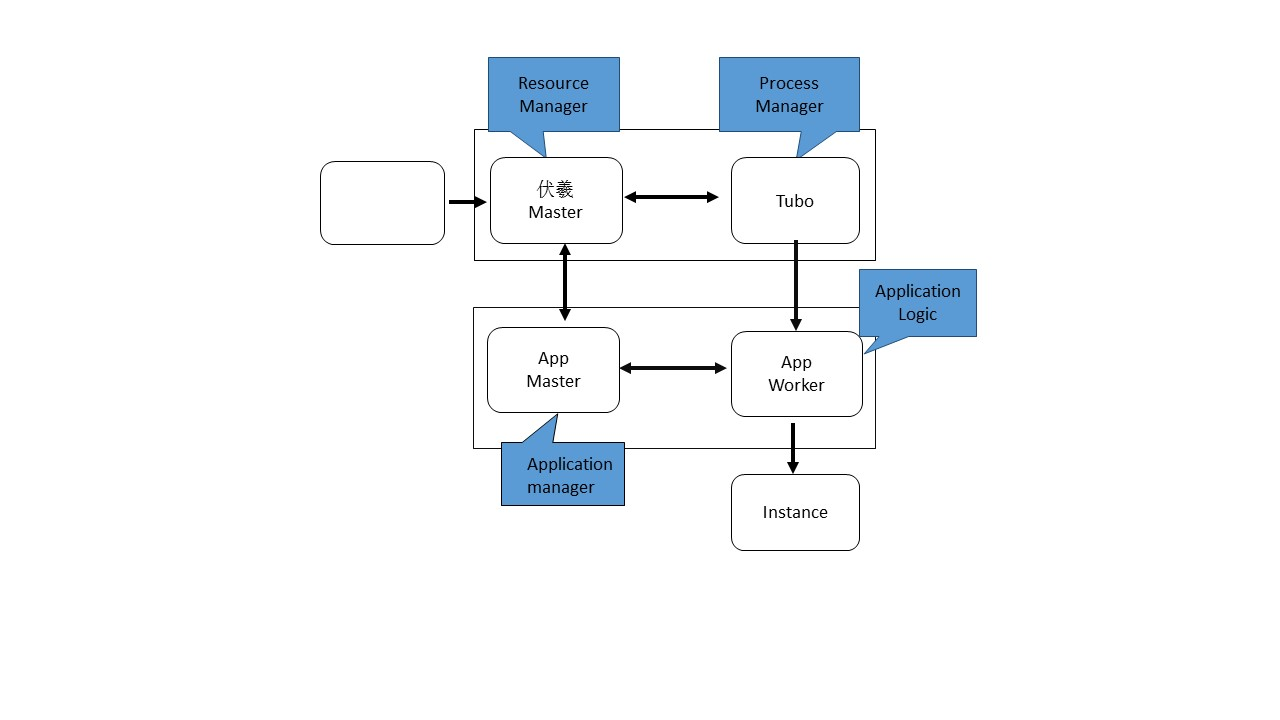 Resource
Manager
Process
Manager
伏羲
Master
Tubo
Application
Logic
App
Master
App
Worker
Application
manager
Instance